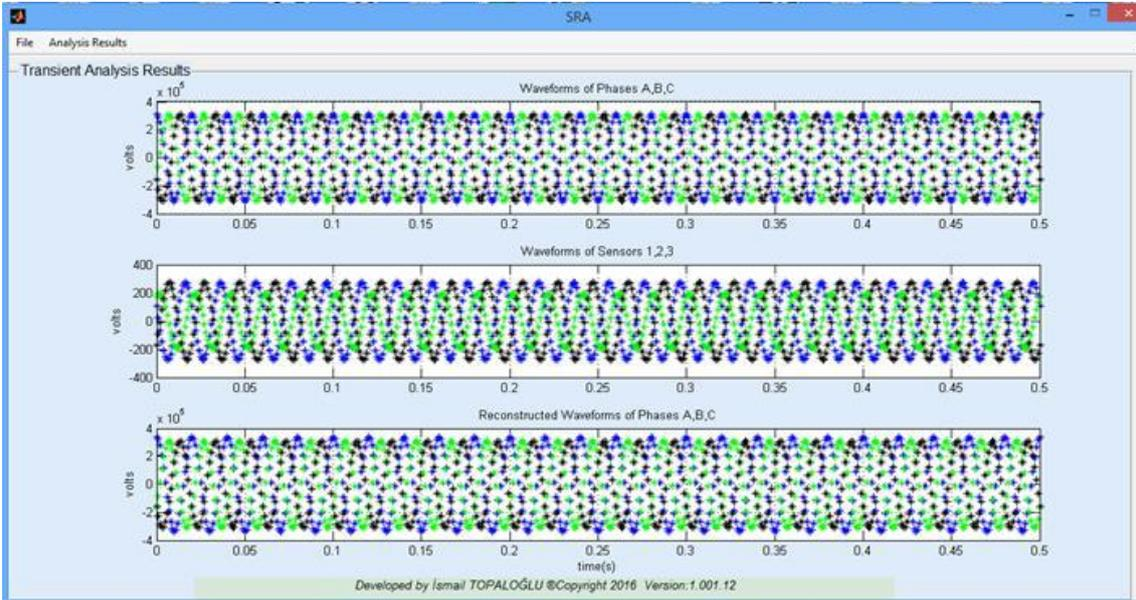 SRA
File Analysis Results
Transient Analysis Results
Waveforms of Phases A,B,C
x 10^5
4
2
0
-2
-4
volts
0 0.05 0.1 0.15 0.2 0.25 0.3 0.35 0.4 0.45 0.5
Waveforms of Sensors 1,2,3
400
200
0
-200
-400
volts
0 0.05 0.1 0.15 0.2 0.25 0.3 0.35 0.4 0.45 0.5
Reconstructed Waveforms of Phases A,B,C
x 10^5
4
2
0
-2
-4
volts
0 0.05 0.1 0.15 0.2 0.25 0.3 0.35 0.4 0.45 0.5
time(s)
Developed by İsmail TOPALOĞLU ®Copyright 2016 Version:1.001.12